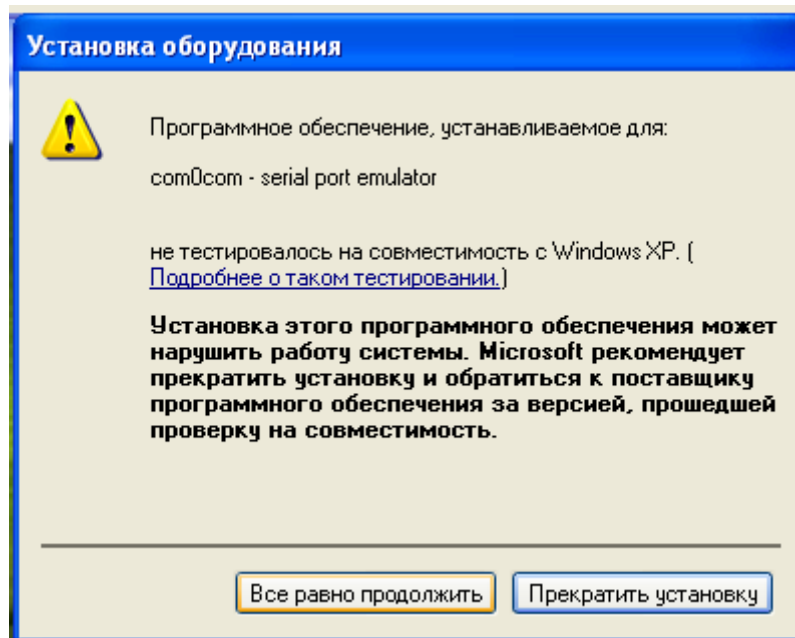 Установка оборудования
Программное обеспечение, устанавливаемое для:
com0com - serial port emulator
не тестировалось на совместимость с Windows XP. (
Подробнее о таком тестировании.)
Установка этого программного обеспечения может
нарушить работу системы. Microsoft рекомендует
прекратить установку и обратиться к поставщику
программного обеспечения за версией, прошедшей
проверку на совместимость.
Все равно продолжить
Прекратить установку